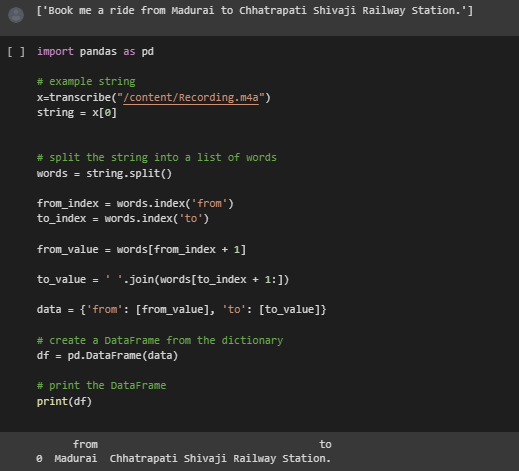 ['Book me a ride from Madurai to Chhatrapati Shivaji Railway Station.']
[ ] import pandas as pd
# example string
x=transcribe("/content/Recording.m4a")
string = x[0]
# split the string into a list of words
words = string.split()
from_index = words.index('from')
to_index = words.index('to')
from_value = words[from_index + 1]
to_value = ' '.join(words[to_index + 1:])
data = {'from': [from_value], 'to': [to_value]}
# create a DataFrame from the dictionary
df = pd.DataFrame(data)
# print the DataFrame
print(df)
from to
0 Madurai Chhatrapati Shivaji Railway Station.